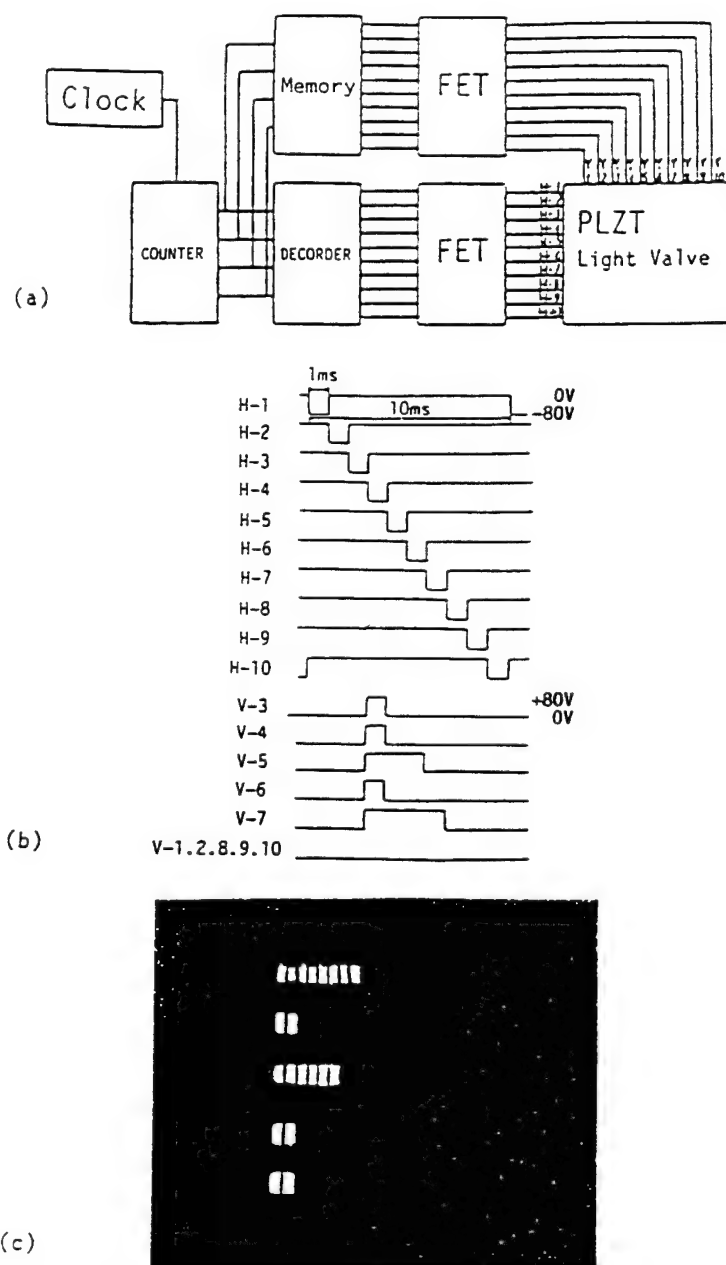 Clock
Memory
FET
COUNTER
DECORDER
FET
PLZT
Light Valve
(a)
1ms
H-1
10ms
0V
-80V
H-2
H-3
H-4
H-5
H-6
H-7
H-8
H-9
H-10
V-3
+80V
0V
V-4
V-5
V-6
V-7
(b)
V-1.2.8.9.10
(c)